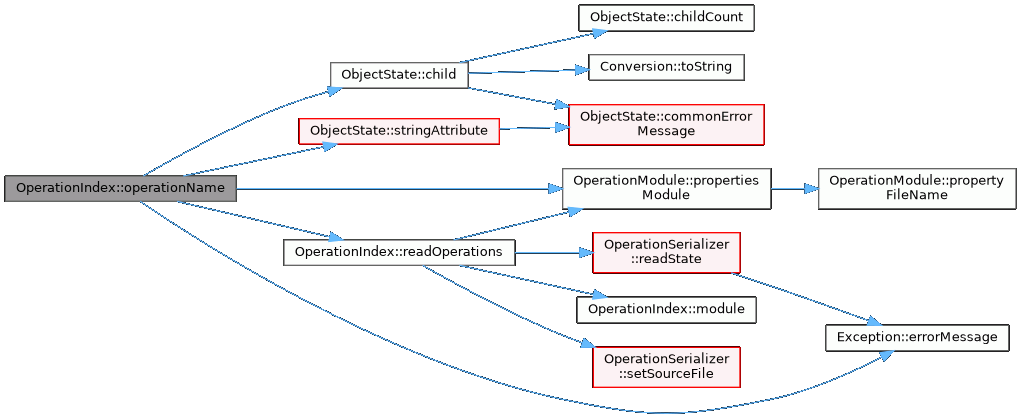 OperationIndex::operationName
ObjectState::child
ObjectState::stringAttribute
OperationIndex::readOperations
ObjectState::childCount
Conversion::toString
ObjectState::commonError
Message
OperationModule::properties
Module
OperationSerializer
::readState
OperationIndex::module
OperationSerializer
::setSourceFile
OperationModule::property
FileName
Exception::errorMessage